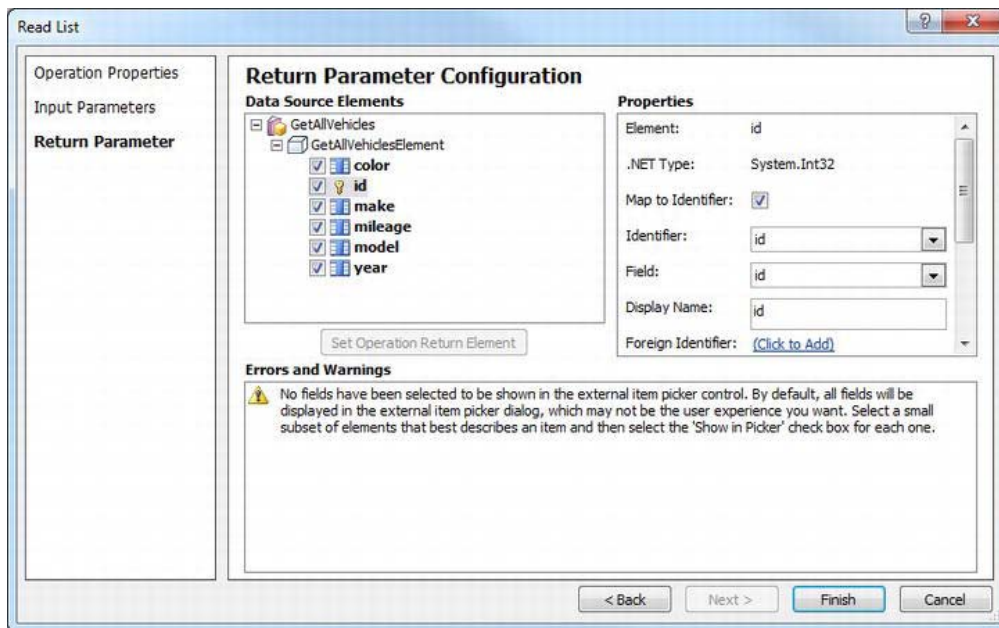 Read List
Operation Properties
Input Parameters
Return Parameter
Return Parameter Configuration
Data Source Elements
GetAllVehicles
GetAllVehiclesElement
color
id
make
mileage
model
year
Set Operation Return Element
Properties
Element: id
.NET Type: System.Int32
Map to Identifier:
Identifier: id
Field: id
Display Name: id
Foreign Identifier: (Click to Add)
Errors and Warnings
No fields have been selected to be shown in the external item picker control. By default, all fields will be
displayed in the external item picker dialog, which may not be the user experience you want. Select a small
subset of elements that best describes an item and then select the 'Show in Picker' check box for each one.
< Back
Next >
Finish
Cancel